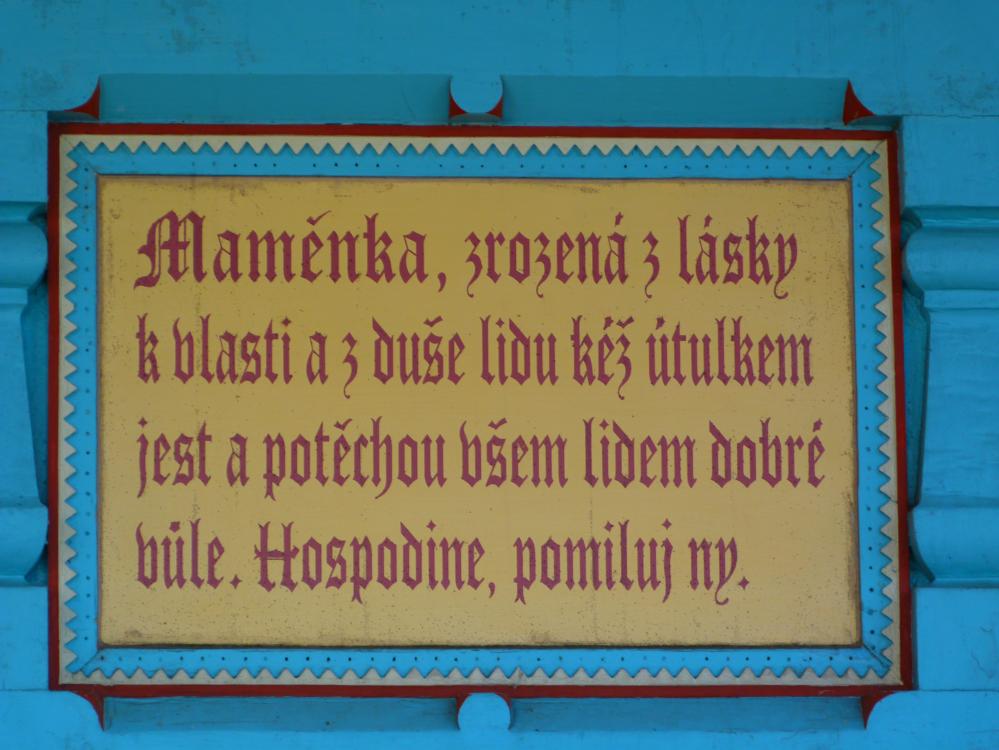 Maměnka, zrozená z lásky
k vlasti a z duše lidu kéž útulkem
jest a potěchou všem lidem dobré
vůle. Hospodine, pomiluj ny.